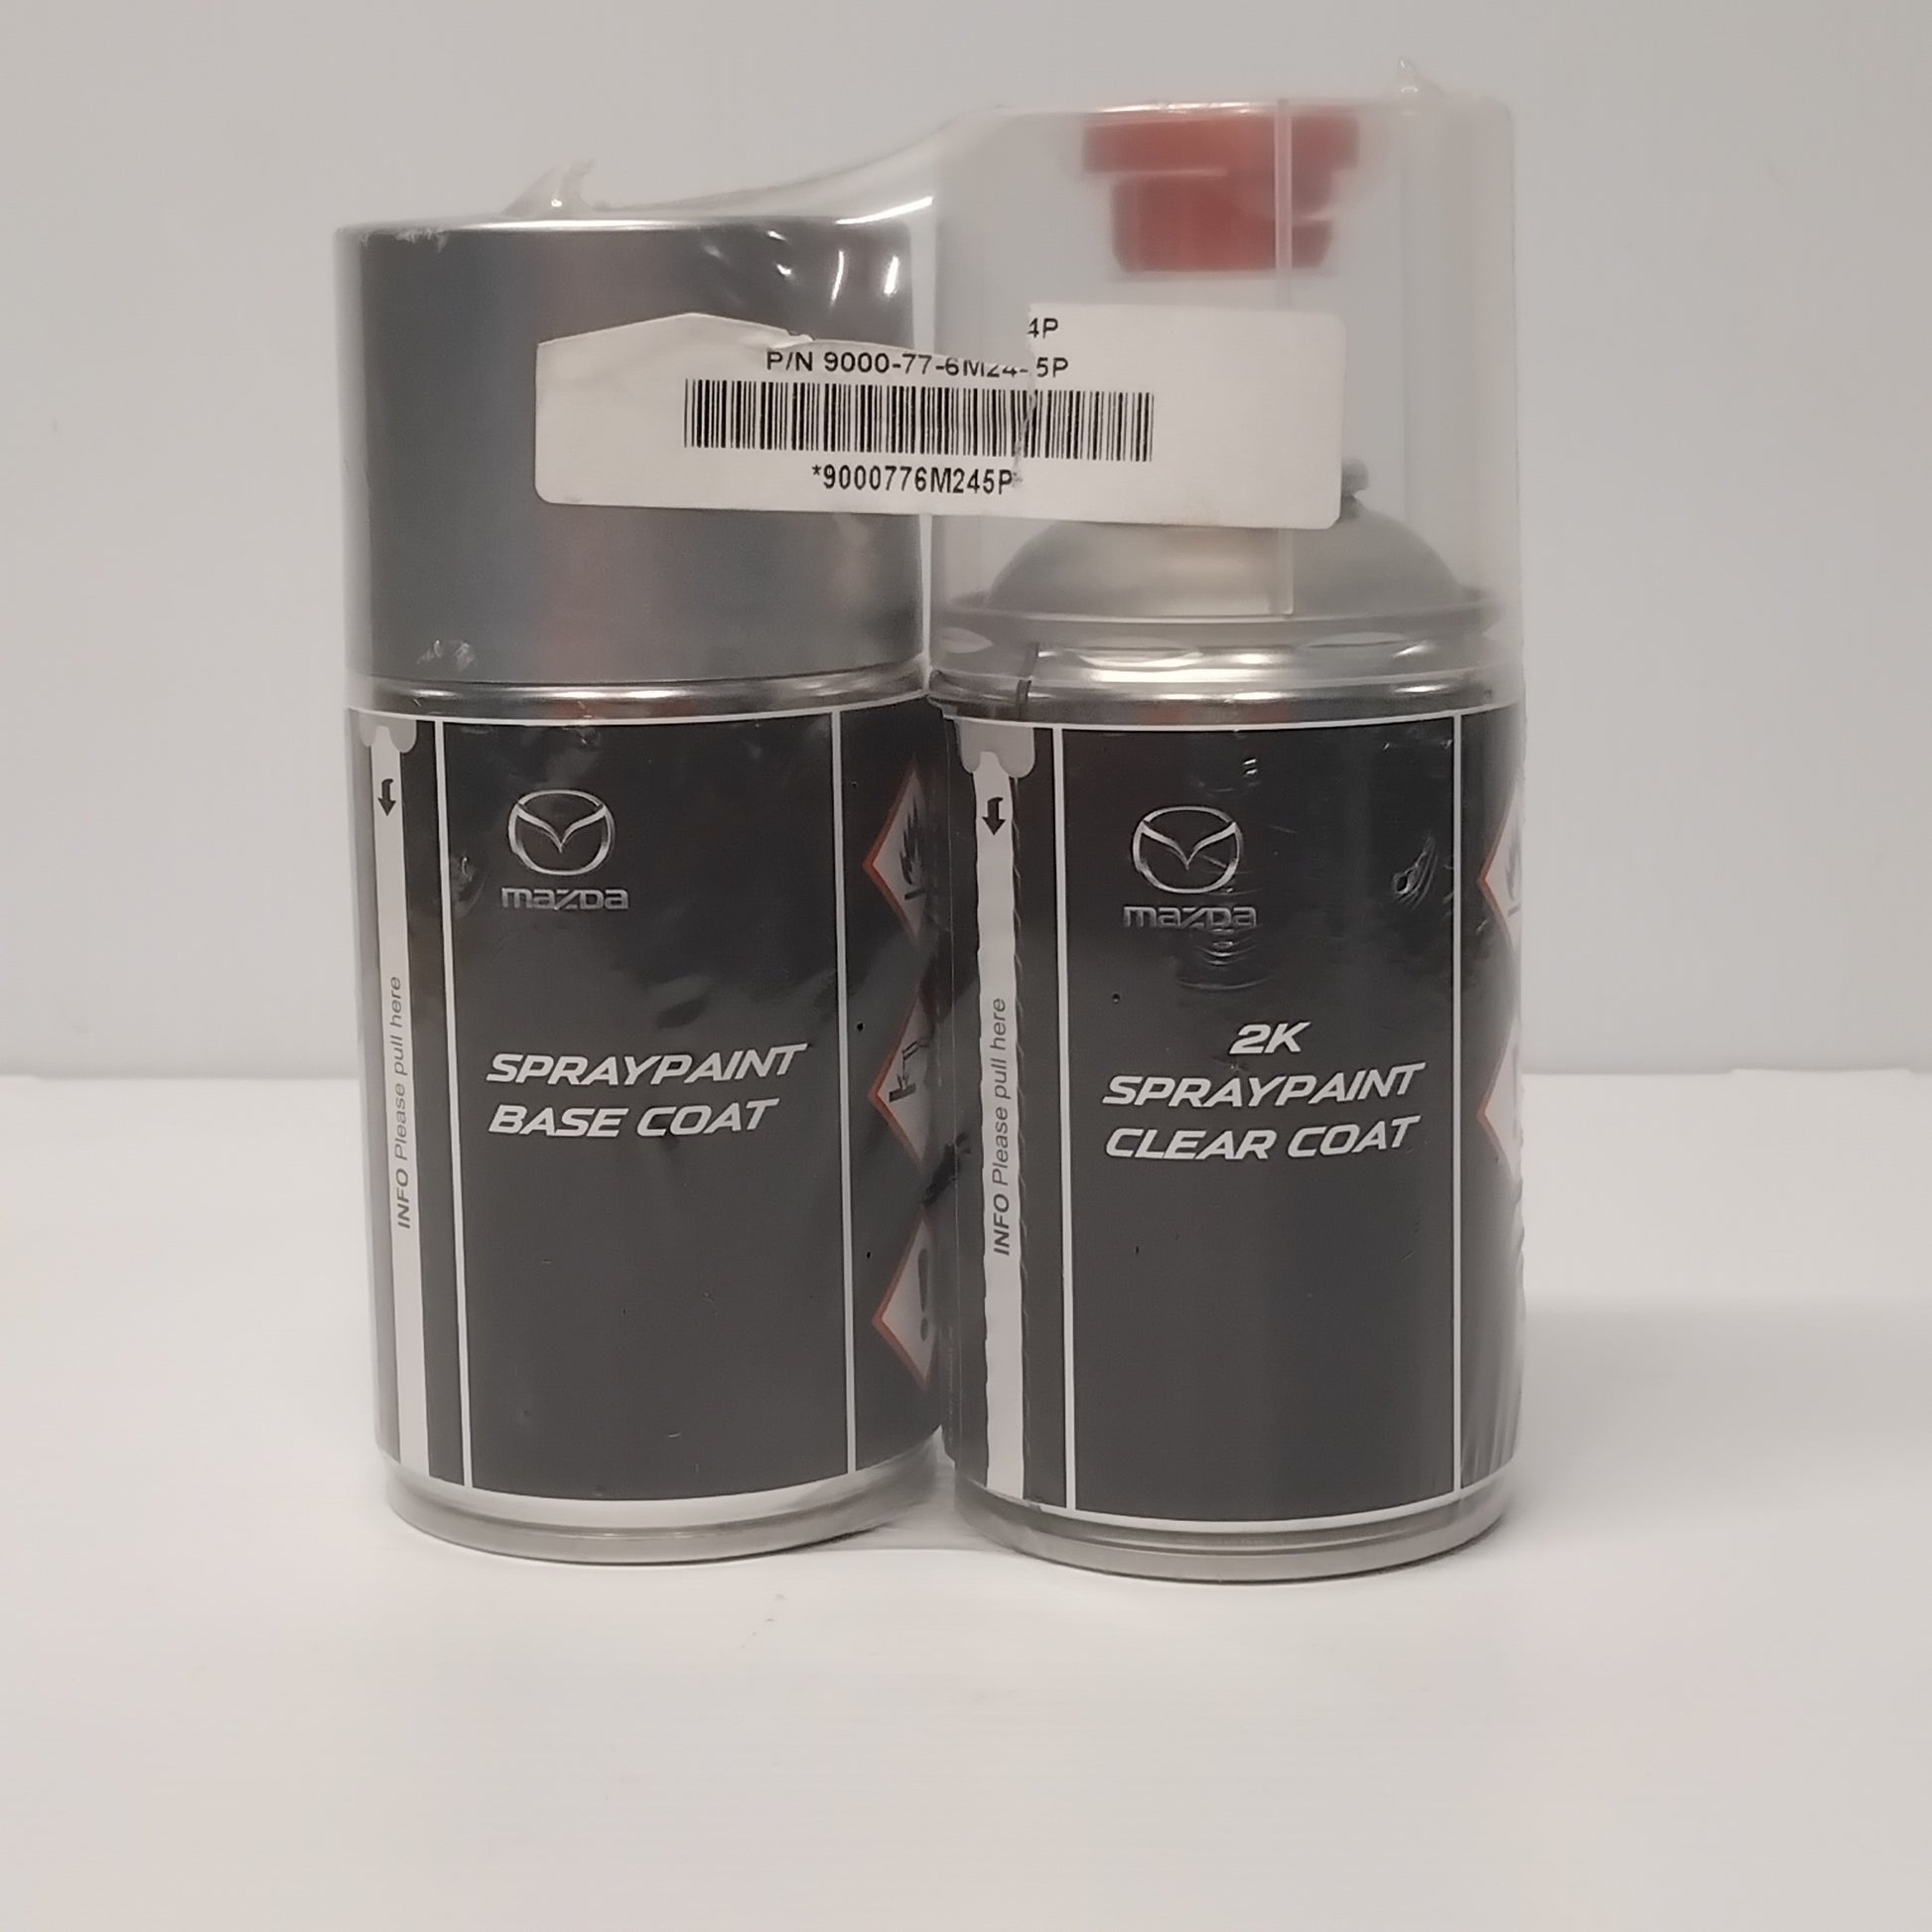 4P
P/N 9000-77-6M24-5P
*9000776M245P
mazda
SPRAYPAINT
BASE COAT
INFO Please pull here
mazda
2K
SPRAYPAINT
CLEAR COAT
INFO Please pull here